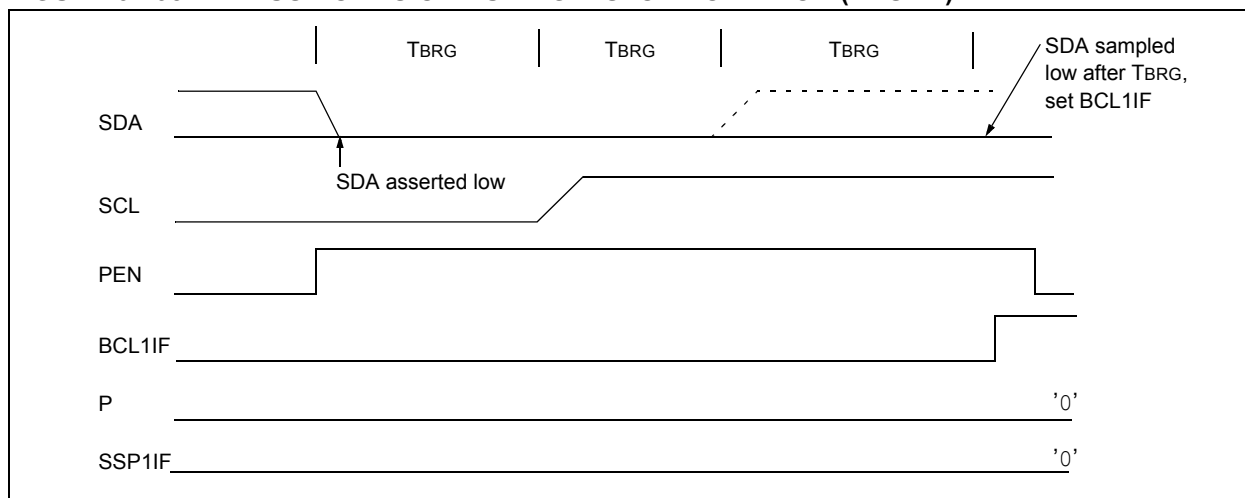 TBRG TBRG TBRG
SDA sampled
low after TBRG,
set BCL1IF
SDA
SDA asserted low
SCL
PEN
BCL1IF
P
'0'
SSP1IF
'0'